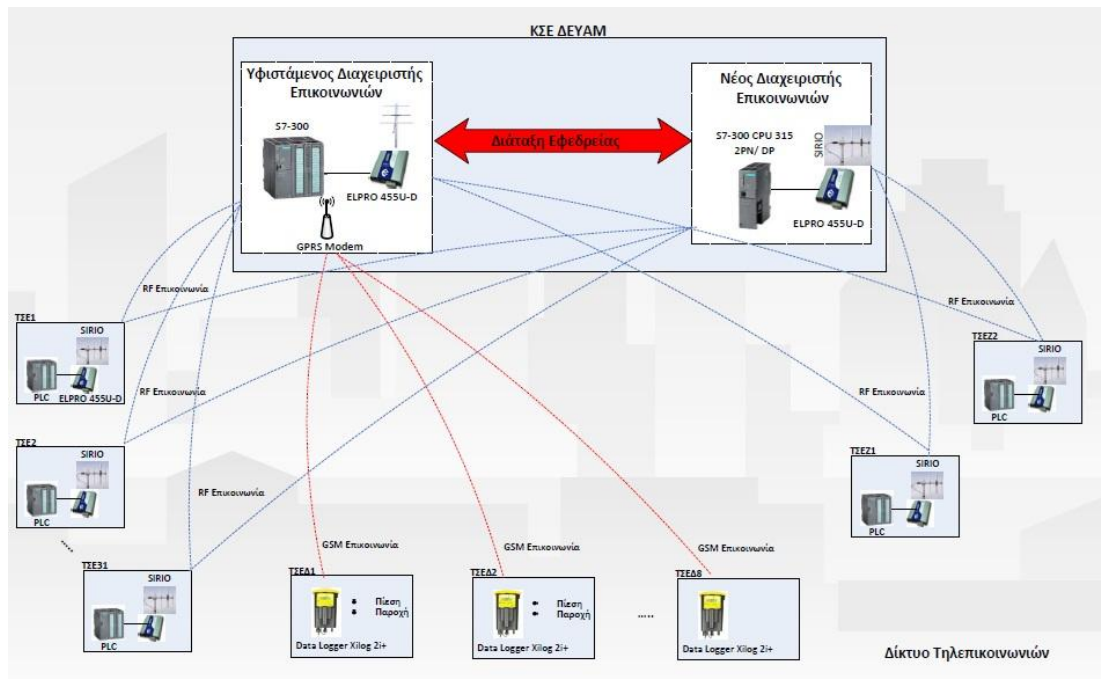 ΚΣΕ ΔΕΥΑΜ
Υφιστάμενος Διαχειριστής
Επικοινωνιών
S7-300
ELPRO 455U-D
GPRS Modem
Διάταξη Εφεδρείας
Νέος Διαχειριστής
Επικοινωνιών
S7-300 CPU 315
2PN/ DP
SIRIO
ELPRO 455U-D
RF Επικοινωνία
ΤΣΕ1
SIRIO
PLC
ELPRO 455U-D
RF Επικοινωνία
ΤΣΕ2
SIRIO
PLC
.....
RF Επικοινωνία
ΤΣΕ31
SIRIO
PLC
GSM Επικοινωνία
ΤΣΕΔ1
Πίεση
Παροχή
Data Logger Xilog 2i+
GSM Επικοινωνία
ΤΣΕΔ2
Πίεση
Παροχή
Data Logger Xilog 2i+
.....
GSM Επικοινωνία
ΤΣΕΔ8
Data Logger Xilog 2i+
RF Επικοινωνία
ΤΣΕΖ2
SIRIO
PLC
RF Επικοινωνία
ΤΣΕΖ1
SIRIO
PLC
Δίκτυο Τηλεπικοινωνιών